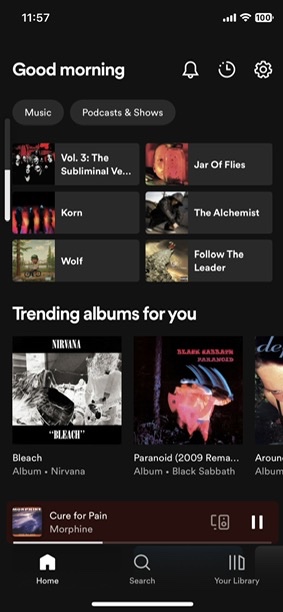 11:57
100
Good morning
Music
Podcasts & Shows
Vol. 3: The
Subliminal Ve...
Jar Of Flies
Korn
The Alchemist
Wolf
Follow The
Leader
Trending albums for you
NIRVANA
"BLEACH"
BLACK SABBATH
PARANOID
def
Bleach
Album • Nirvana
Paranoid (2009 Rema...
Album • Black Sabbath
Aroun
Album
MORPHINE
Cure for Pain
Morphine
Home
Search
Your Library